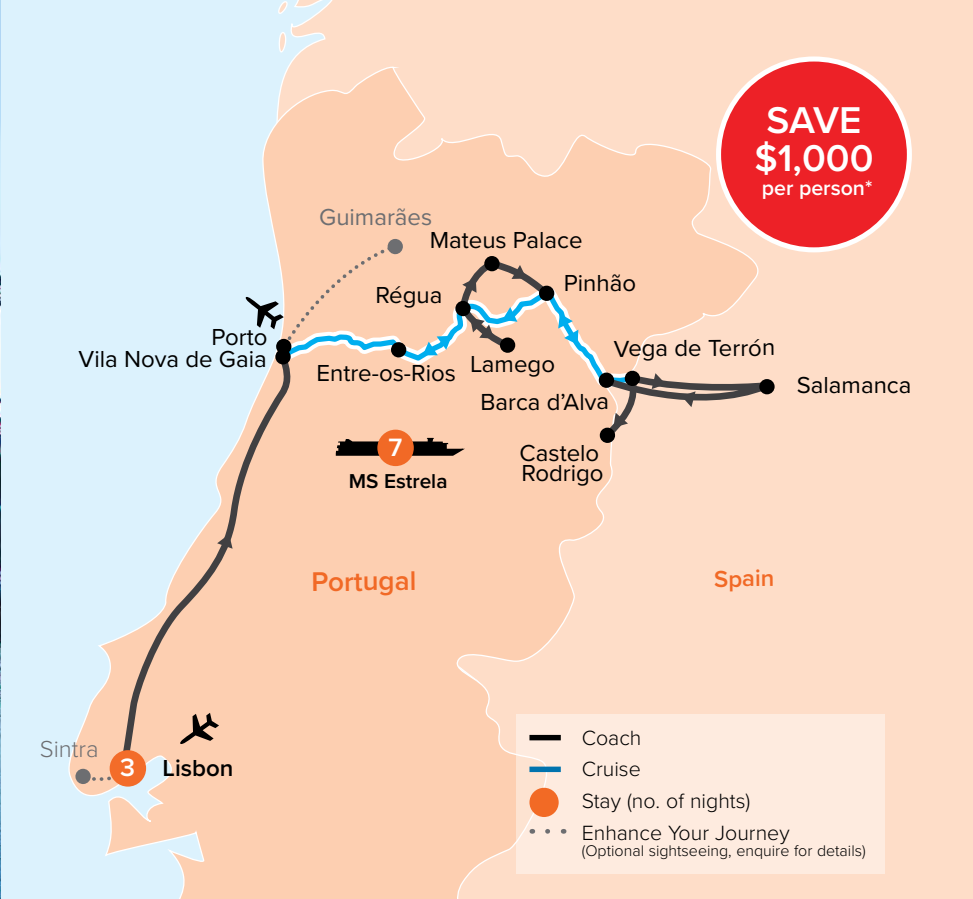 SAVE
$1,000
per person*
Guimarães
Mateus Palace
Pinhão
Régua
Porto
Vila Nova de Gaia
Entre-os-Rios
Lamego
Vega de Terrón
Salamanca
Barca d’Alva
Castelo
Rodrigo
7
MS Estrela
Portugal
Spain
Sintra
3
Lisbon
Coach
Cruise
Stay (no. of nights)
Enhance Your Journey
(Optional sightseeing, enquire for details)